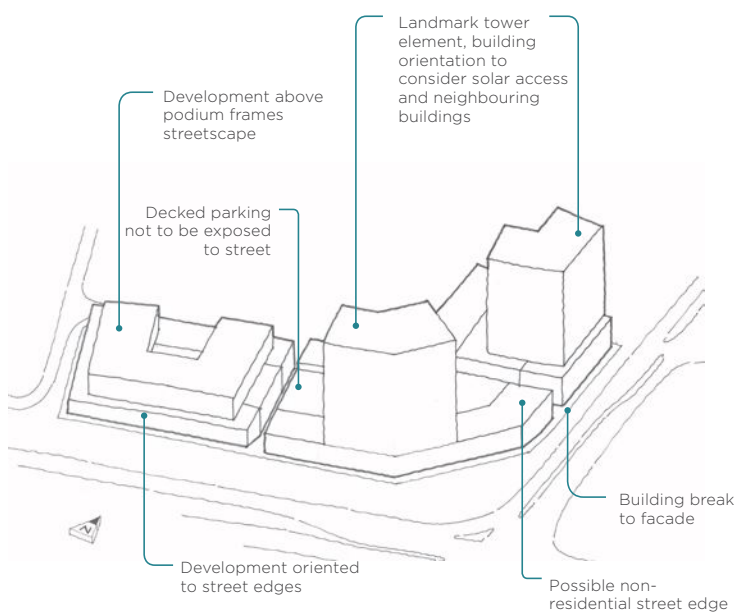 Landmark tower
element, building
orientation to
consider solar access
and neighbouring
buildings
Development above
podium frames
streetscape
Decked parking
not to be exposed
to street
Building break
to facade
Development oriented
to street edges
Possible non-
residential street edge
N